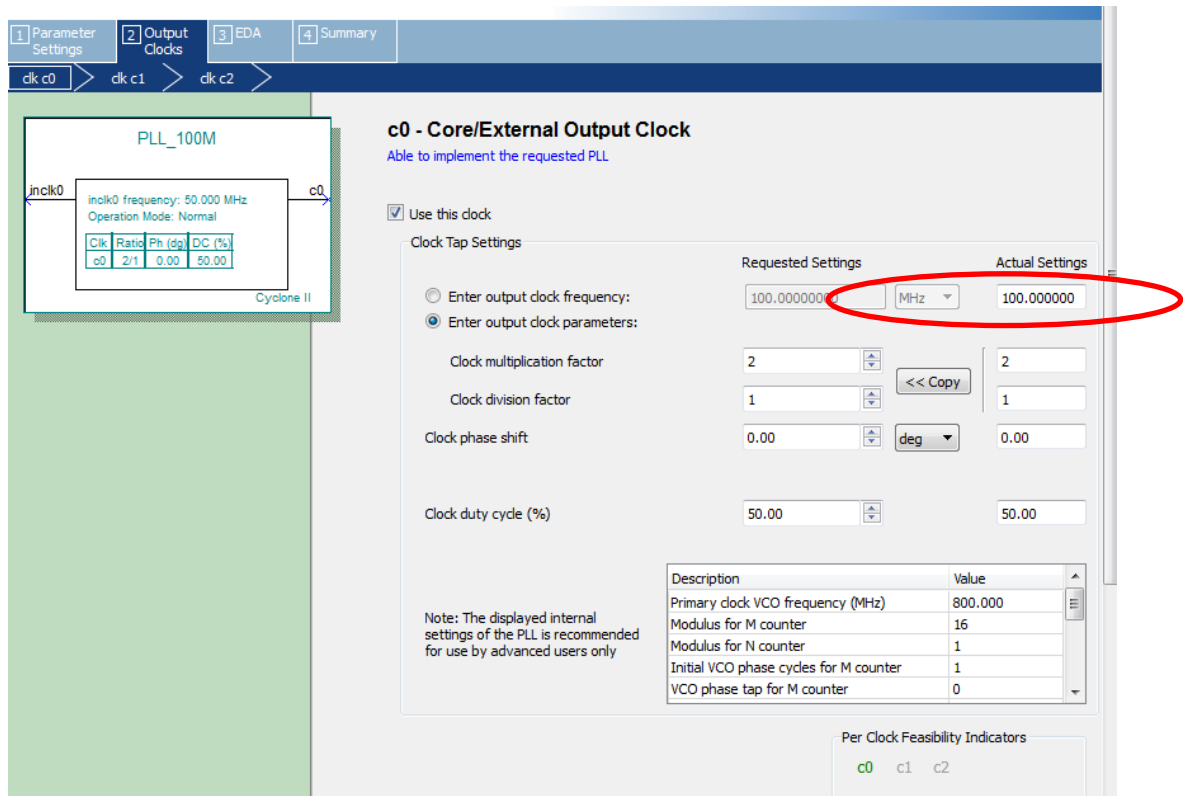 1 Parameter Settings
2 Output Clocks
3 EDA
4 Summary
clk c0
clk c1
clk c2
PLL_100M
inclk0
c0
inclk0 frequency: 50.000 MHz
Operation Mode: Normal
Clk Ratio Ph (dg) DC (%)
c0 2/1 0.00 50.00
Cyclone II
c0 - Core/External Output Clock
Able to implement the requested PLL
Use this clock
Clock Tap Settings
Requested Settings Actual Settings
Enter output clock frequency: 100.00000000 MHz 100.000000
Enter output clock parameters:
Clock multiplication factor 2 2
<< Copy
Clock division factor 1 1
Clock phase shift 0.00 deg 0.00
Clock duty cycle (%) 50.00 50.00
Note: The displayed internal
settings of the PLL is recommended
for use by advanced users only
Description Value
Primary clock VCO frequency (MHz) 800.000
Modulus for M counter 16
Modulus for N counter 1
Initial VCO phase cycles for M counter 1
VCO phase tap for M counter 0
Per Clock Feasibility Indicators
c0 c1 c2